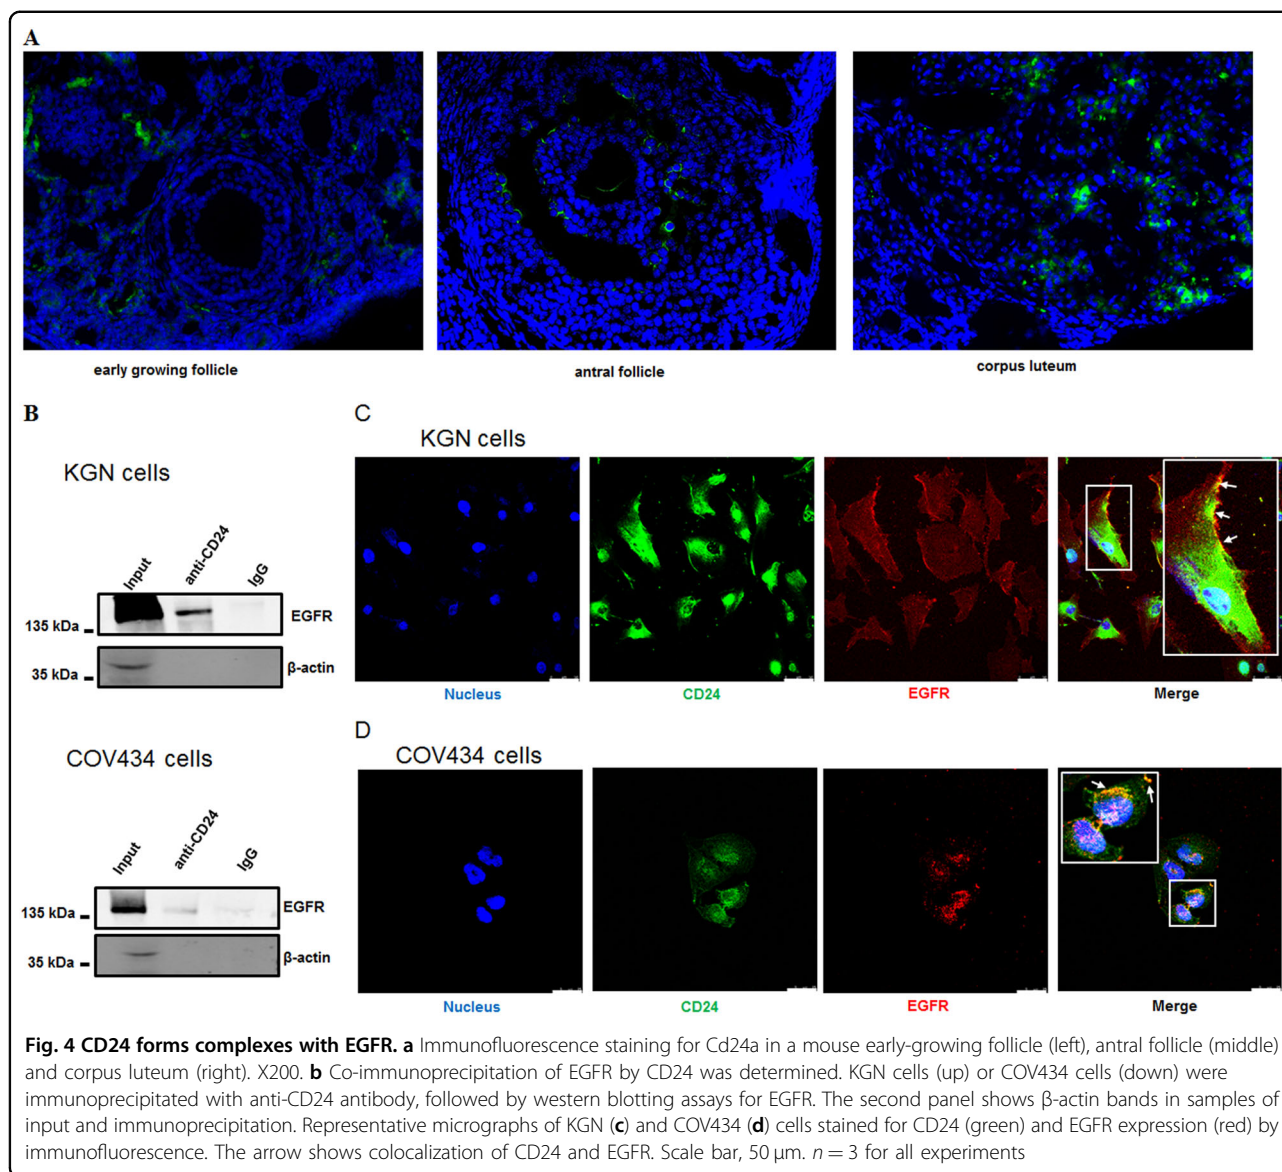 A
early growing follicle
antral follicle
corpus luteum
B
KGN cells
Input
anti-CD24
IgG
135 kDa
EGFR
35 kDa
β-actin
COV434 cells
Input
anti-CD24
IgG
135 kDa
EGFR
35 kDa
β-actin
C
KGN cells
Nucleus
CD24
EGFR
Merge
D
COV434 cells
Nucleus
CD24
EGFR
Merge
Fig. 4 CD24 forms complexes with EGFR. a Immunofluorescence staining for Cd24a in a mouse early-growing follicle (left), antral follicle (middle)
and corpus luteum (right). X200. b Co-immunoprecipitation of EGFR by CD24 was determined. KGN cells (up) or COV434 cells (down) were
immunoprecipitated with anti-CD24 antibody, followed by western blotting assays for EGFR. The second panel shows β-actin bands in samples of
input and immunoprecipitation. Representative micrographs of KGN (c) and COV434 (d) cells stained for CD24 (green) and EGFR expression (red) by
immunofluorescence. The arrow shows colocalization of CD24 and EGFR. Scale bar, 50 μm. n = 3 for all experiments